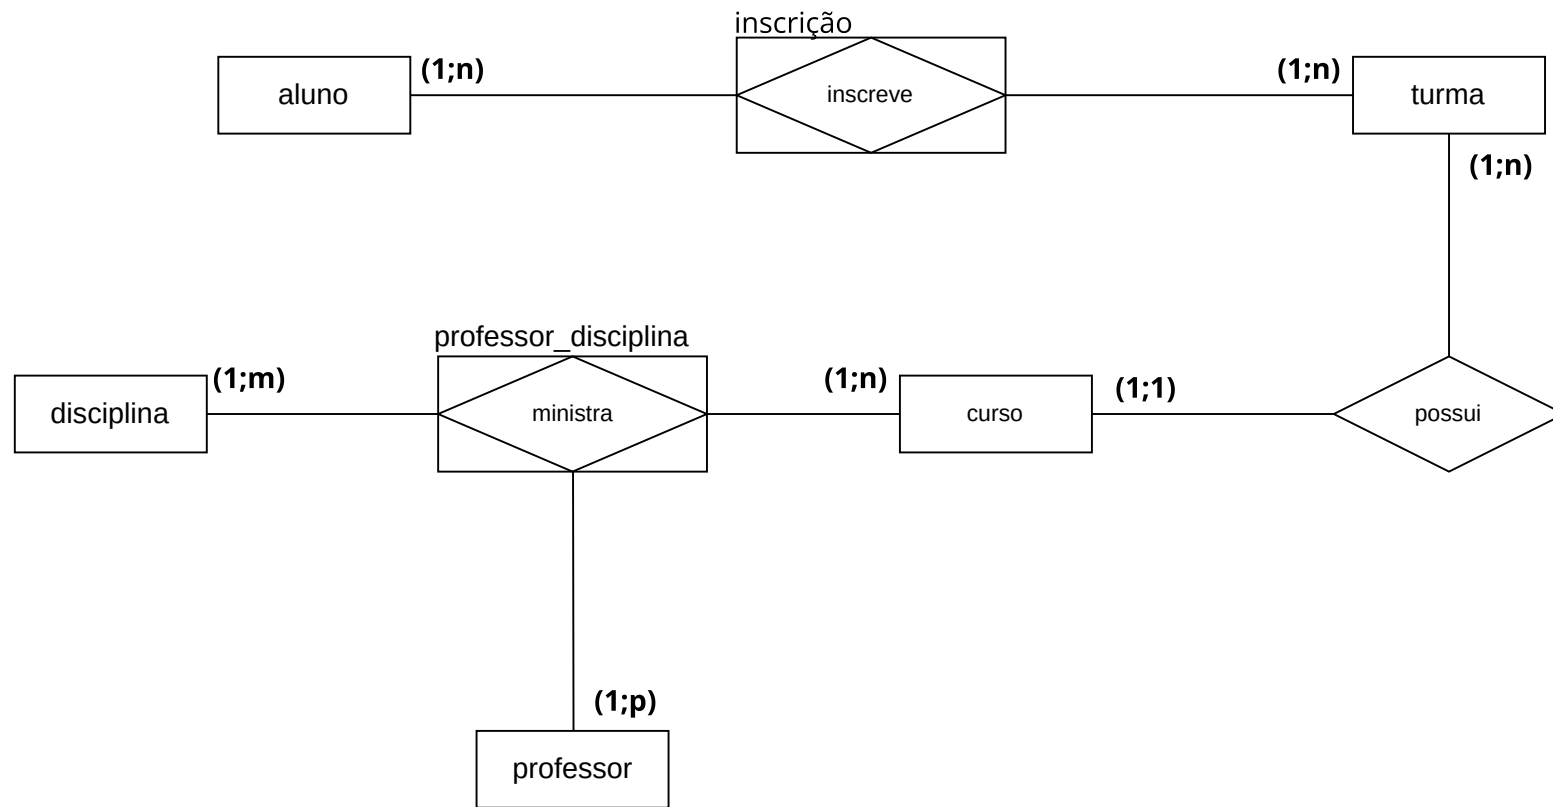 inscrição
(1;n)
(1;n)
aluno
inscreve
turma
(1;n)
professor_disciplina
(1;m)
(1;n)
(1;1)
disciplina
ministra
curso
possui
(1;p)
professor